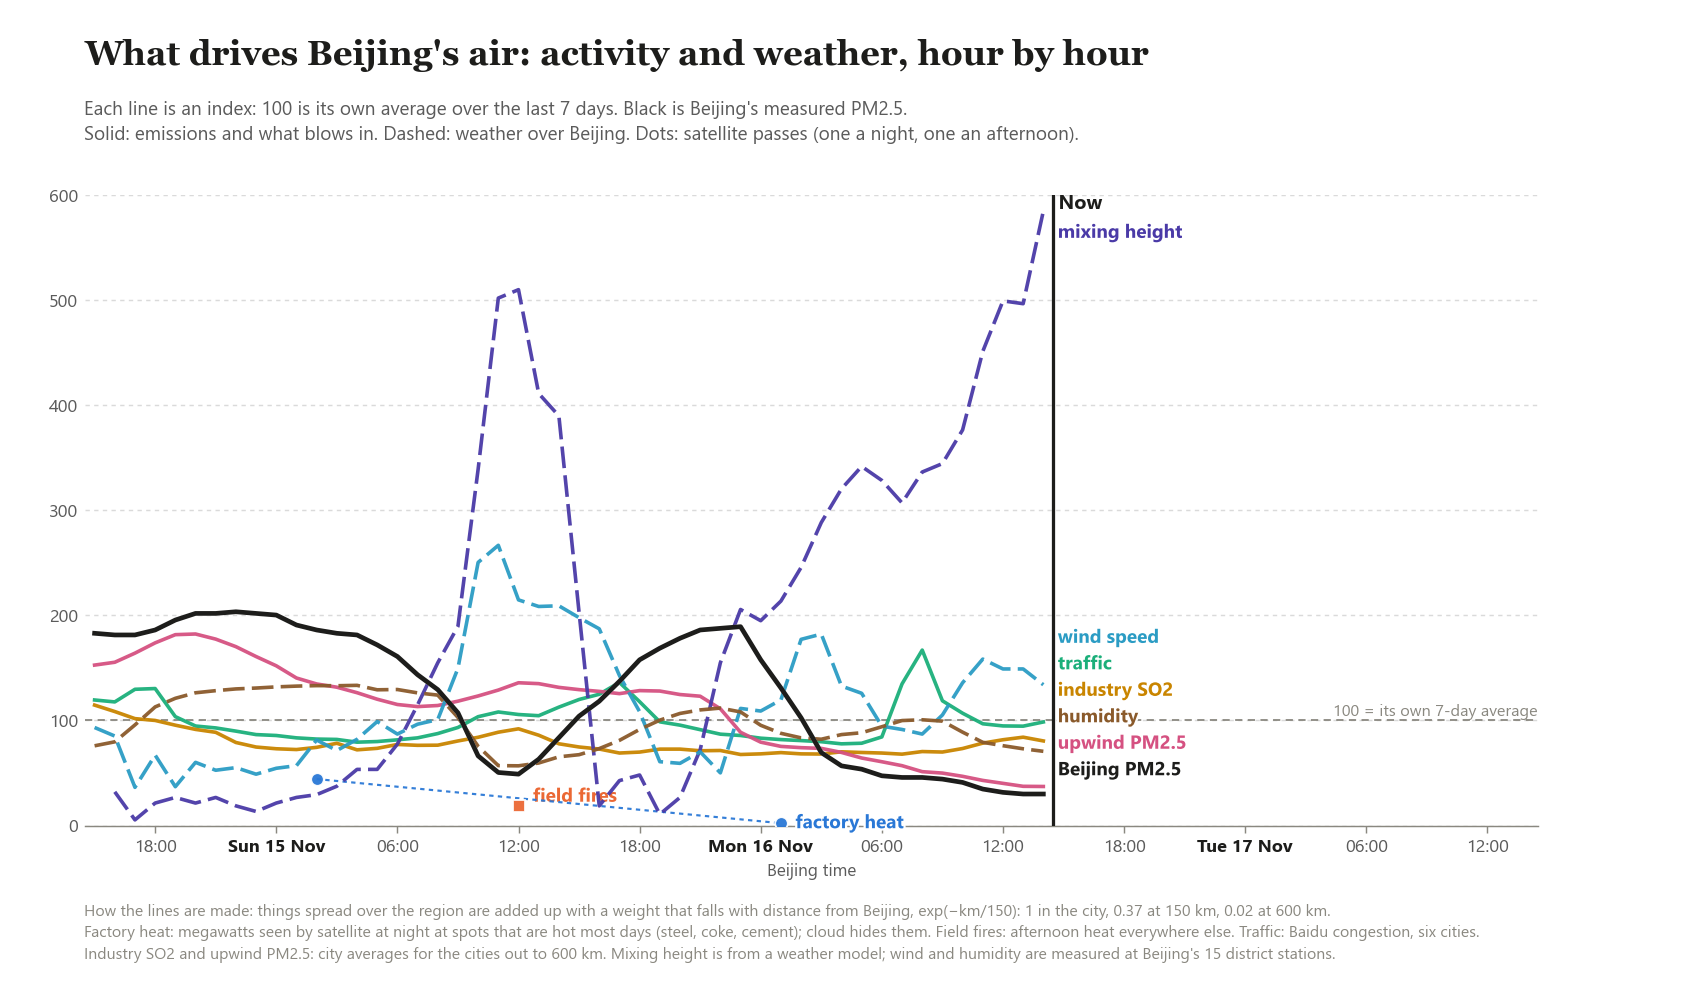 What drives Beijing's air: activity and weather, hour by hour
Each line is an index: 100 is its own average over the last 7 days. Black is Beijing's measured PM2.5.
Solid: emissions and what blows in. Dashed: weather over Beijing. Dots: satellite passes (one a night, one an afternoon).
600
Now
mixing height
500
400
300
200
wind speed
traffic
industry SO2
humidity
100 = its own 7-day average
100
upwind PM2.5
Beijing PM2.5
field fires
factory heat
0
18:00 Sun 15 Nov 06:00 12:00 18:00 Mon 16 Nov 06:00 12:00 18:00 Tue 17 Nov 06:00 12:00
Beijing time
How the lines are made: things spread over the region are added up with a weight that falls with distance from Beijing, exp(−km/150): 1 in the city, 0.37 at 150 km, 0.02 at 600 km.
Factory heat: megawatts seen by satellite at night at spots that are hot most days (steel, coke, cement); cloud hides them. Field fires: afternoon heat everywhere else. Traffic: Baidu congestion, six cities.
Industry SO2 and upwind PM2.5: city averages for the cities out to 600 km. Mixing height is from a weather model; wind and humidity are measured at Beijing's 15 district stations.